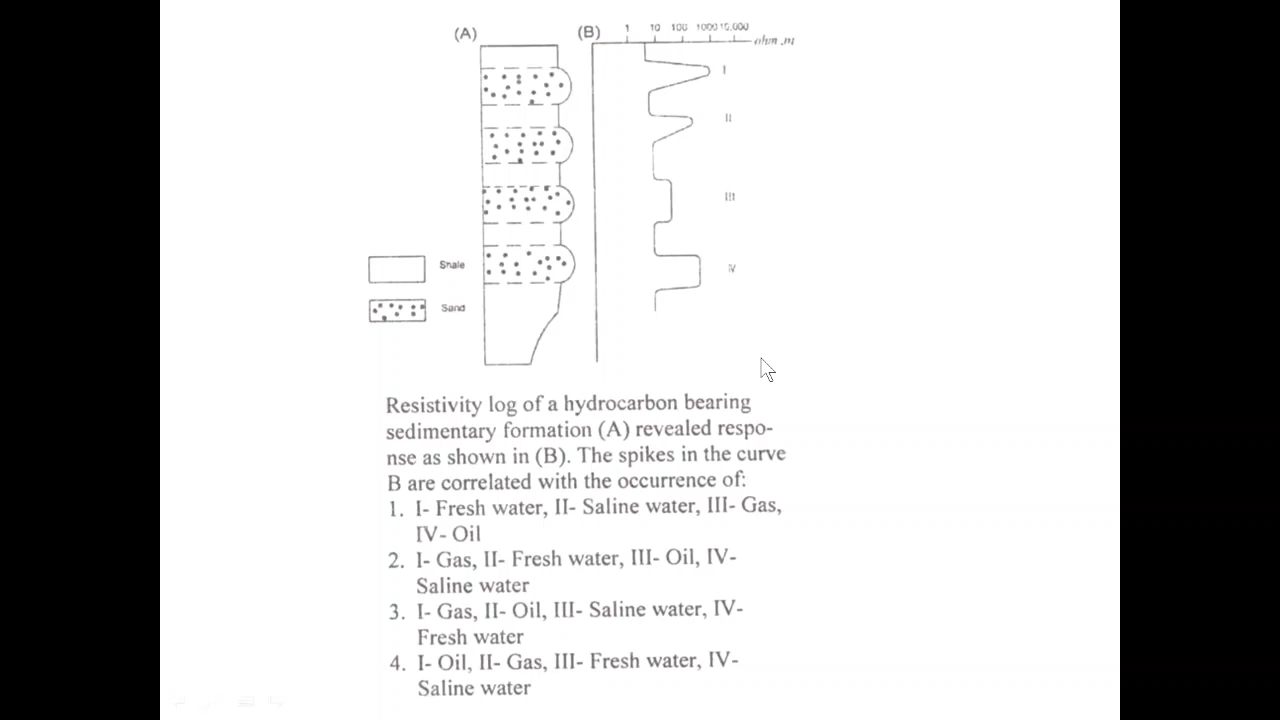 (A)
(B)
1 10 100 1000 10,000
ohm .m
I
II
III
IV
Shale
Sand
Resistivity log of a hydrocarbon bearing
sedimentary formation (A) revealed respo-
nse as shown in (B). The spikes in the curve
B are correlated with the occurrence of:
1. I- Fresh water, II- Saline water, III- Gas,
IV- Oil
2. I- Gas, II- Fresh water, III- Oil, IV-
Saline water
3. I- Gas, II- Oil, III- Saline water, IV-
Fresh water
4. I- Oil, II- Gas, III- Fresh water, IV-
Saline water